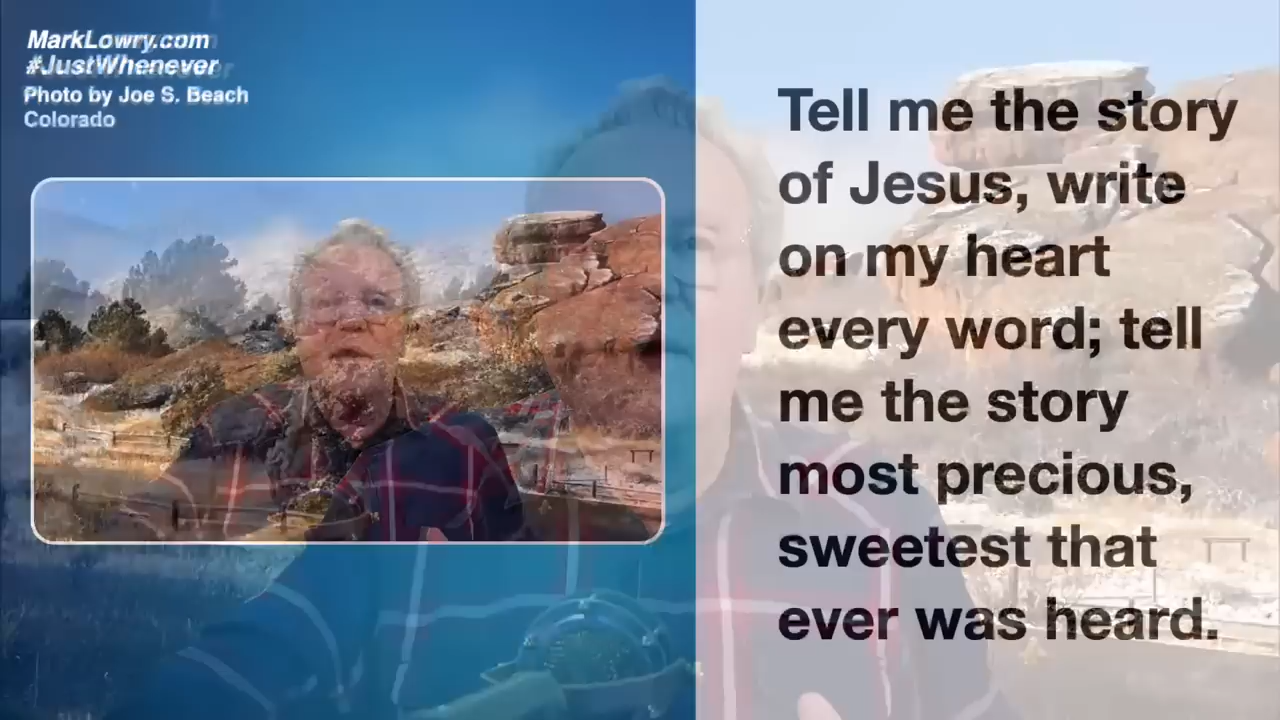 MarkLowry.com
#JustWhenever
Photo by Joe S. Beach
Colorado
Tell me the story
of Jesus, write
on my heart
every word; tell
me the story
most precious,
sweetest that
ever was heard.